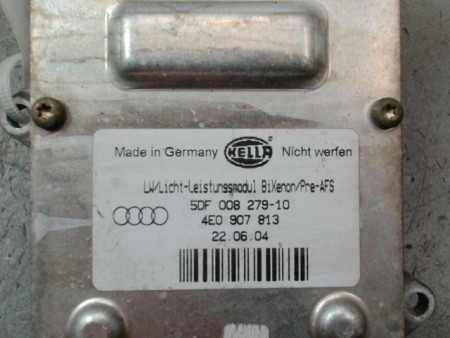 Made in Germany HELLA ® Nicht werfen
LW/Licht-Leistungsmodul BiXenon/Pre-AFS
5DF 008 279-10
4E0 907 813
22.06.04